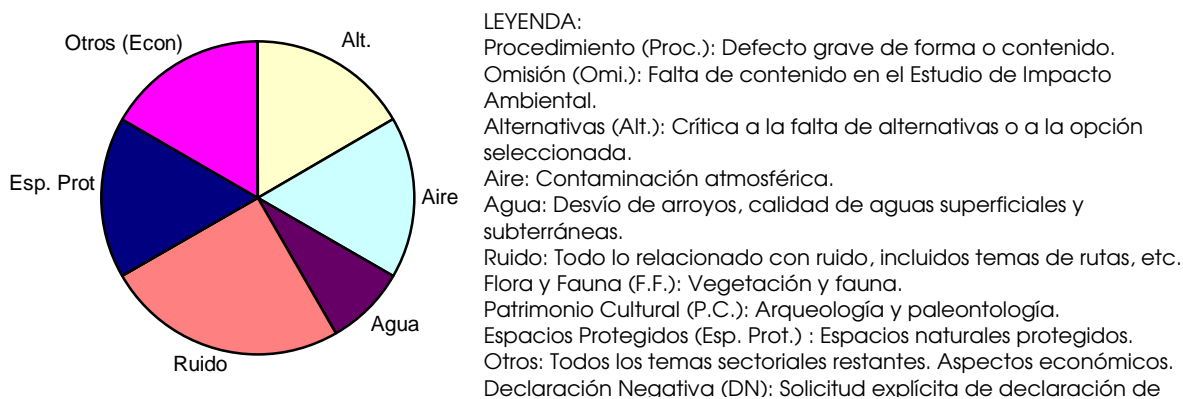 Otros (Econ)
Alt.
Esp. Prot
Aire
Agua
Ruido
LEYENDA:
Procedimiento (Proc.): Defecto grave de forma o contenido.
Omisión (Omi.): Falta de contenido en el Estudio de Impacto
Ambiental.
Alternativas (Alt.): Crítica a la falta de alternativas o a la opción
seleccionada.
Aire: Contaminación atmosférica.
Agua: Desvío de arroyos, calidad de aguas superficiales y
subterráneas.
Ruido: Todo lo relacionado con ruido, incluidos temas de rutas, etc.
Flora y Fauna (F.F.): Vegetación y fauna.
Patrimonio Cultural (P.C.): Arqueología y paleontología.
Espacios Protegidos (Esp. Prot.) : Espacios naturales protegidos.
Otros: Todos los temas sectoriales restantes. Aspectos económicos.
Declaración Negativa (DN): Solicitud explícita de declaración de